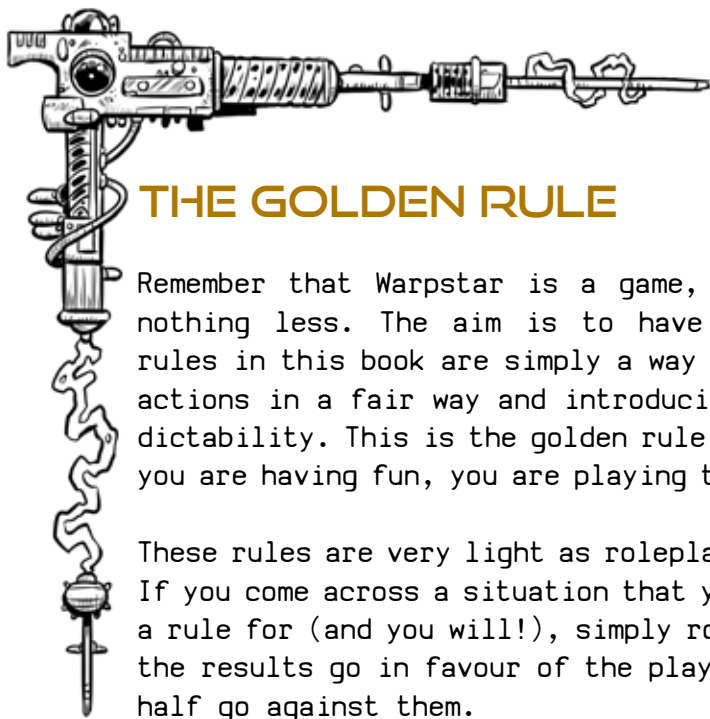 THE GOLDEN RULE
Remember that Warpstar is a game,
nothing less. The aim is to have
rules in this book are simply a way
actions in a fair way and introduci
dictability. This is the golden rule
you are having fun, you are playing t
These rules are very light as rolepla
If you come across a situation that y
a rule for (and you will!), simply ro
the results go in favour of the play
half go against them.